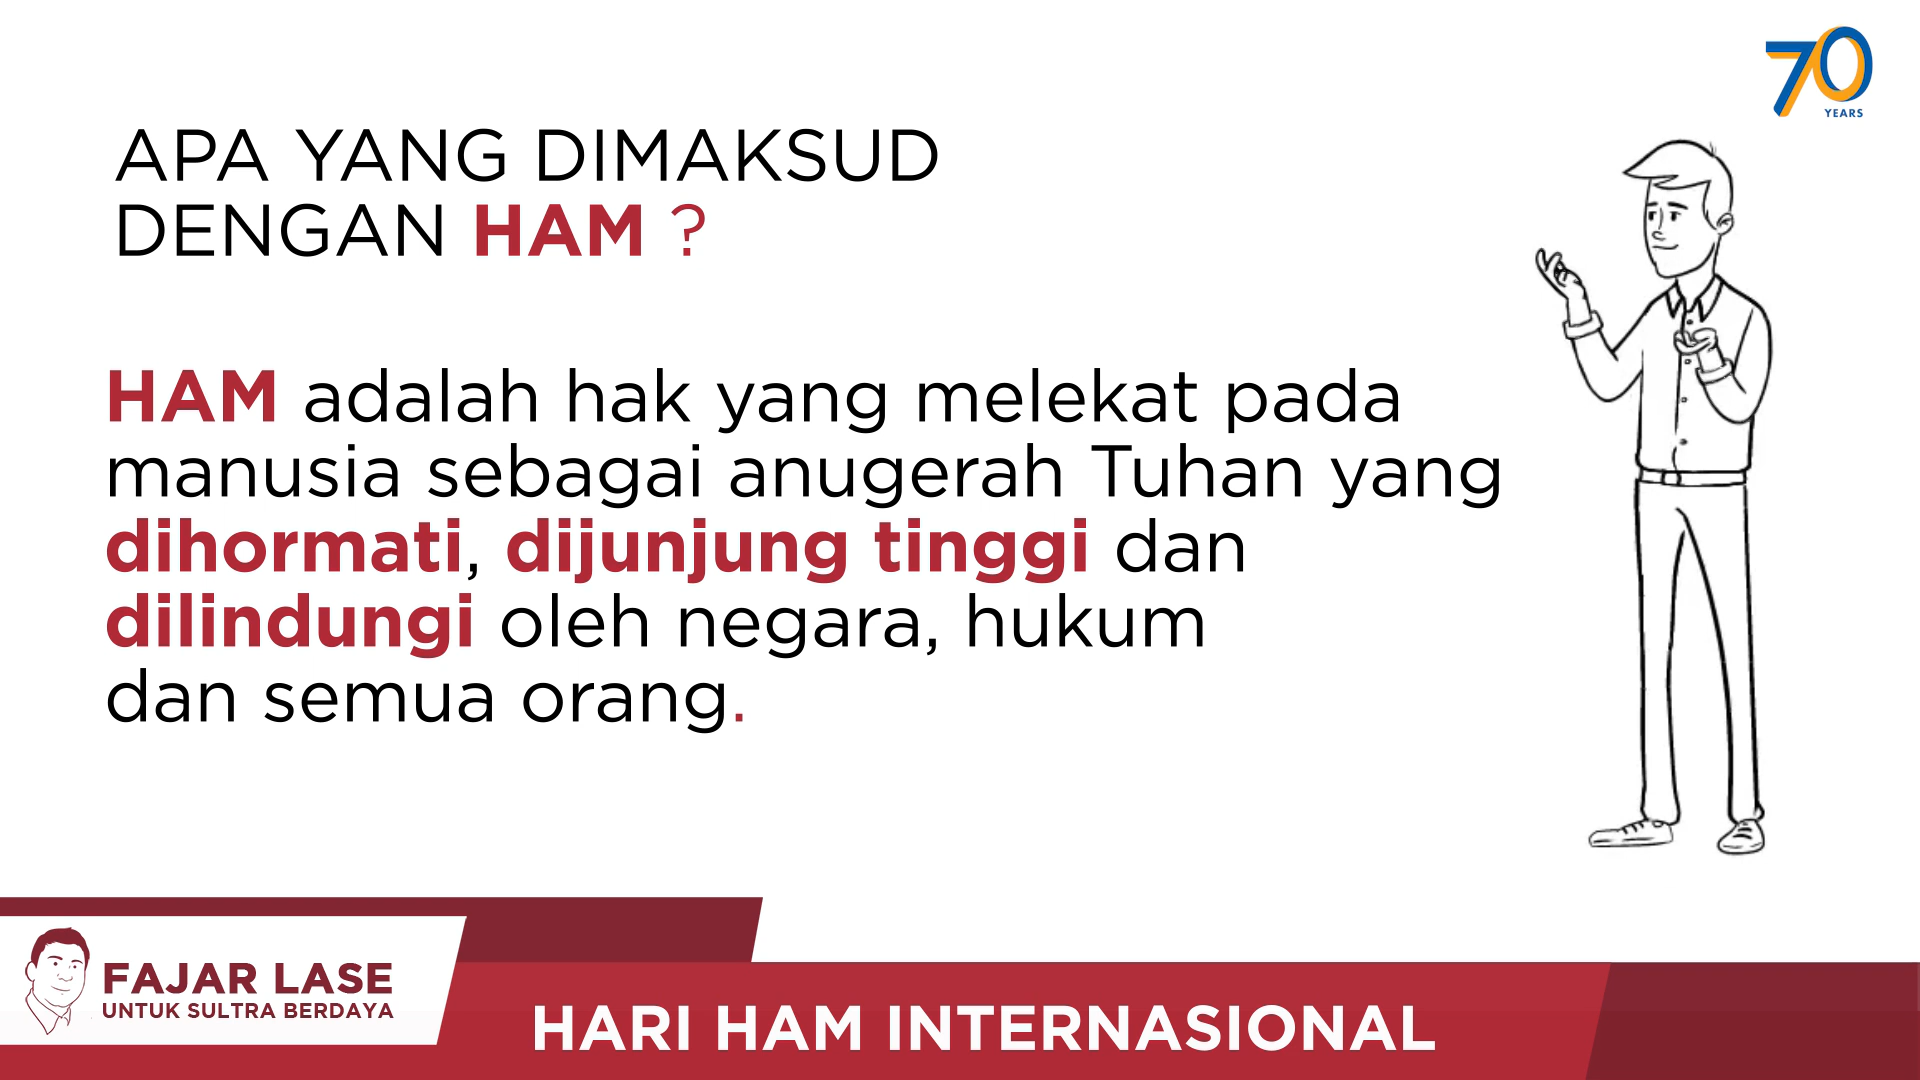 70
YEARS
APA YANG DIMAKSUD
DENGAN HAM ?
HAM adalah hak yang melekat pada
manusia sebagai anugerah Tuhan yang
dihormati, dijunjung tinggi dan
dilindungi oleh negara, hukum
dan semua orang.
FAJAR LASE
UNTUK SULTRA BERDAYA
HARI HAM INTERNASIONAL